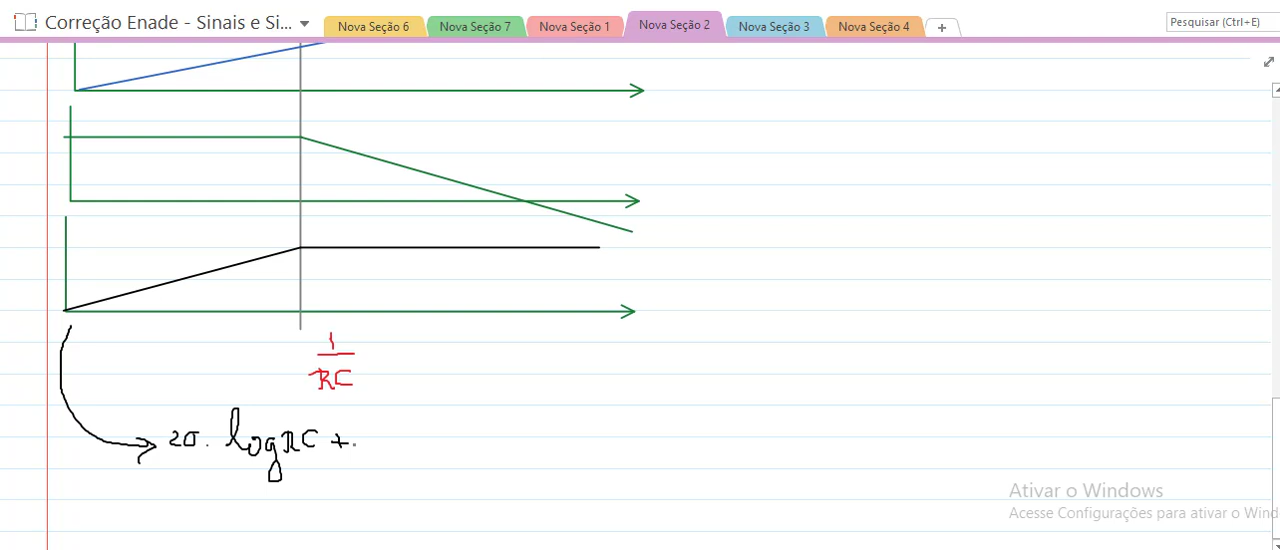 Correção Enade - Sinais e Si...
Nova Seção 6
Nova Seção 7
Nova Seção 1
Nova Seção 2
Nova Seção 3
Nova Seção 4
+
Pesquisar (Ctrl+E)
1
RC
20. log RC +
Ativar o Windows
Acesse Configurações para ativar o Wind